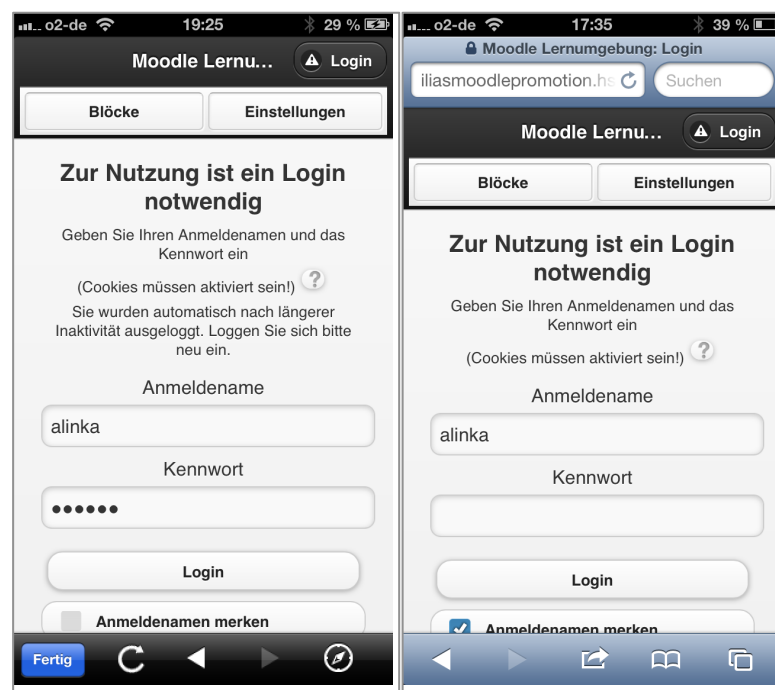 o2-de 19:25 29 %
Moodle Lernu... Login
Blöcke Einstellungen
Zur Nutzung ist ein Login
notwendig
Geben Sie Ihren Anmeldenamen und das
Kennwort ein
(Cookies müssen aktiviert sein!) ?
Sie wurden automatisch nach längerer
Inaktivität ausgeloggt. Loggen Sie sich bitte
neu ein.
Anmeldename
alinka
Kennwort
••••••
Login
Anmeldenamen merken
Fertig
o2-de 17:35 39 %
Moodle Lernumgebung: Login
iliasmoodlepromotion.hs Suchen
Moodle Lernu... Login
Blöcke Einstellungen
Zur Nutzung ist ein Login
notwendig
Geben Sie Ihren Anmeldenamen und das
Kennwort ein
(Cookies müssen aktiviert sein!) ?
Anmeldename
alinka
Kennwort
Login
Anmeldenamen merken